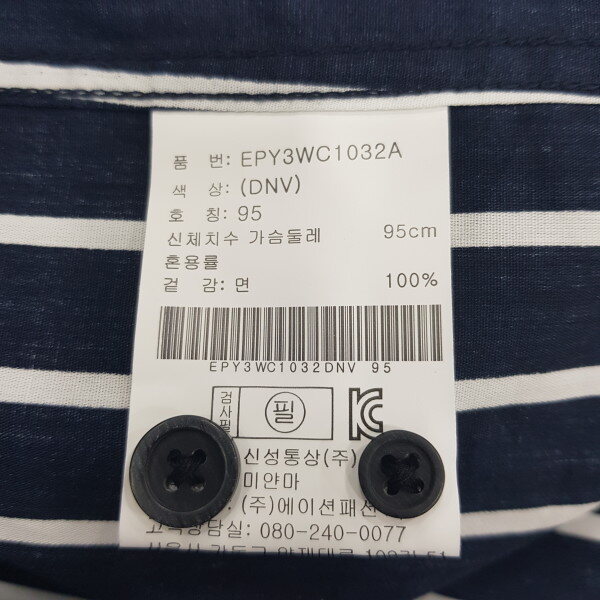 품 번: EPY3WC1032A
색 상: (DNV)
호 칭: 95
신체치수 가슴둘레 95cm
혼용률
겉 감: 면 100%
EPY3WC1032DNV 95
검사필 필 KC
신성통상(주)
미얀마
(주)에이션패션
고객상담실: 080-240-0077